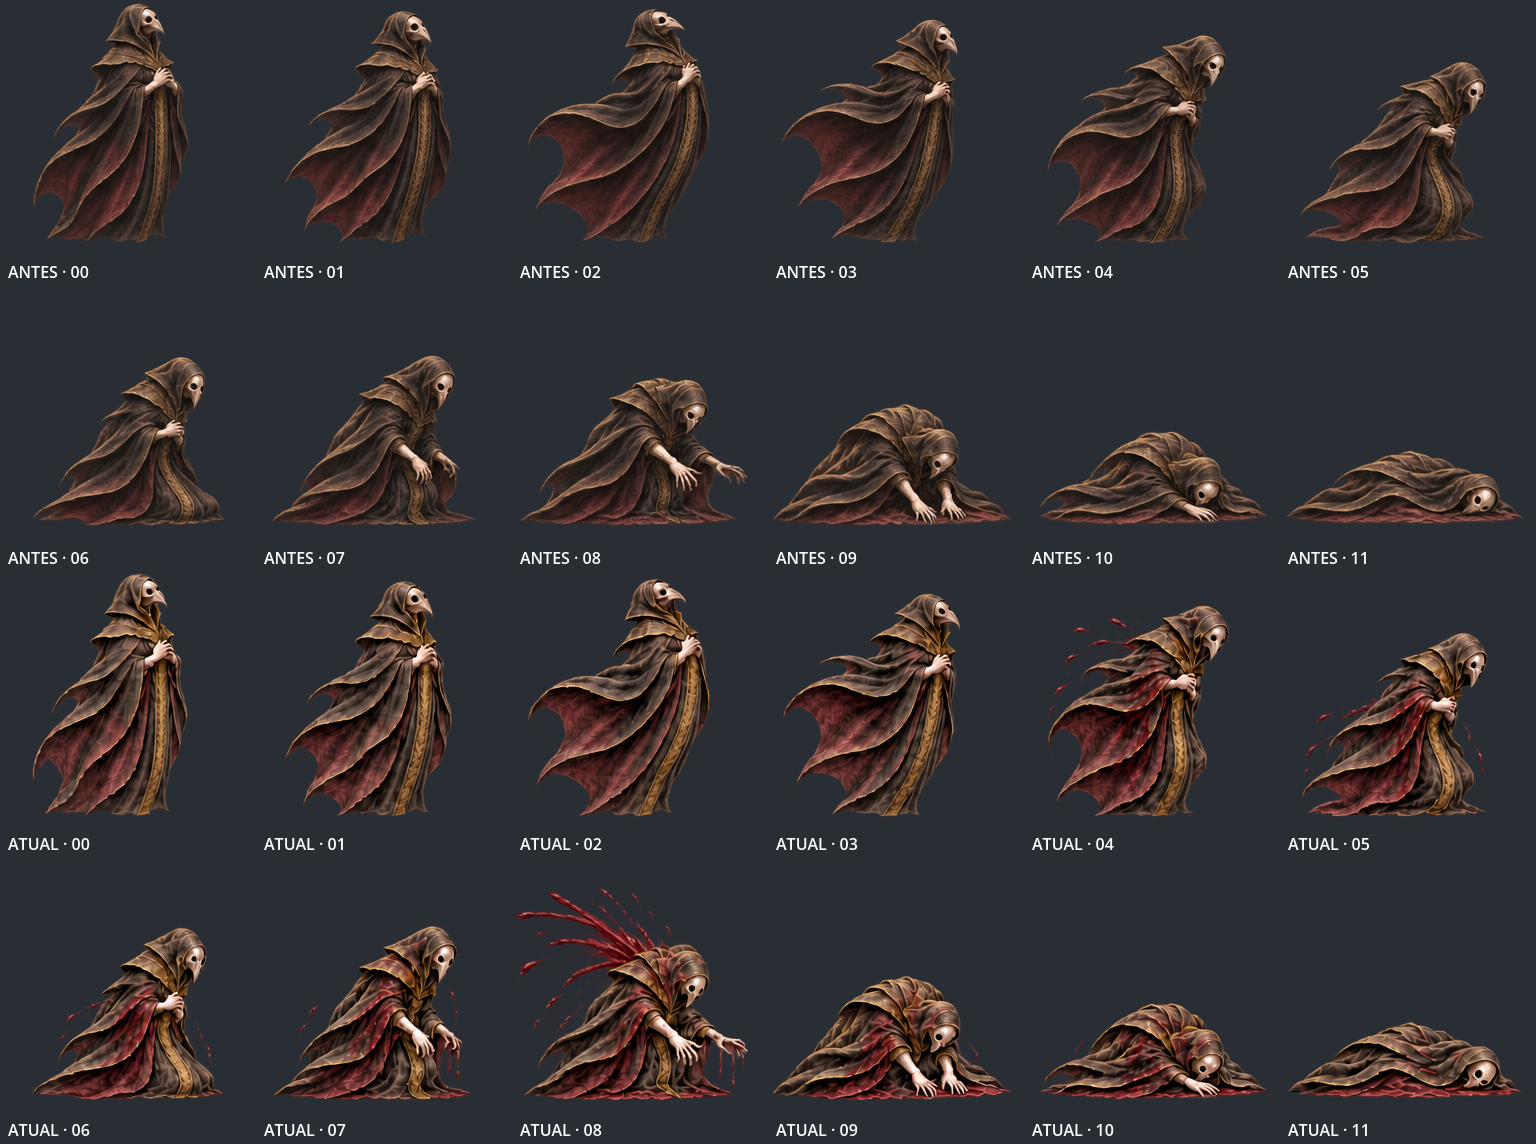 ANTES · 00
ANTES · 01
ANTES · 02
ANTES · 03
ANTES · 04
ANTES · 05
ANTES · 06
ANTES · 07
ANTES · 08
ANTES · 09
ANTES · 10
ANTES · 11
ATUAL · 00
ATUAL · 01
ATUAL · 02
ATUAL · 03
ATUAL · 04
ATUAL · 05
ATUAL · 06
ATUAL · 07
ATUAL · 08
ATUAL · 09
ATUAL · 10
ATUAL · 11